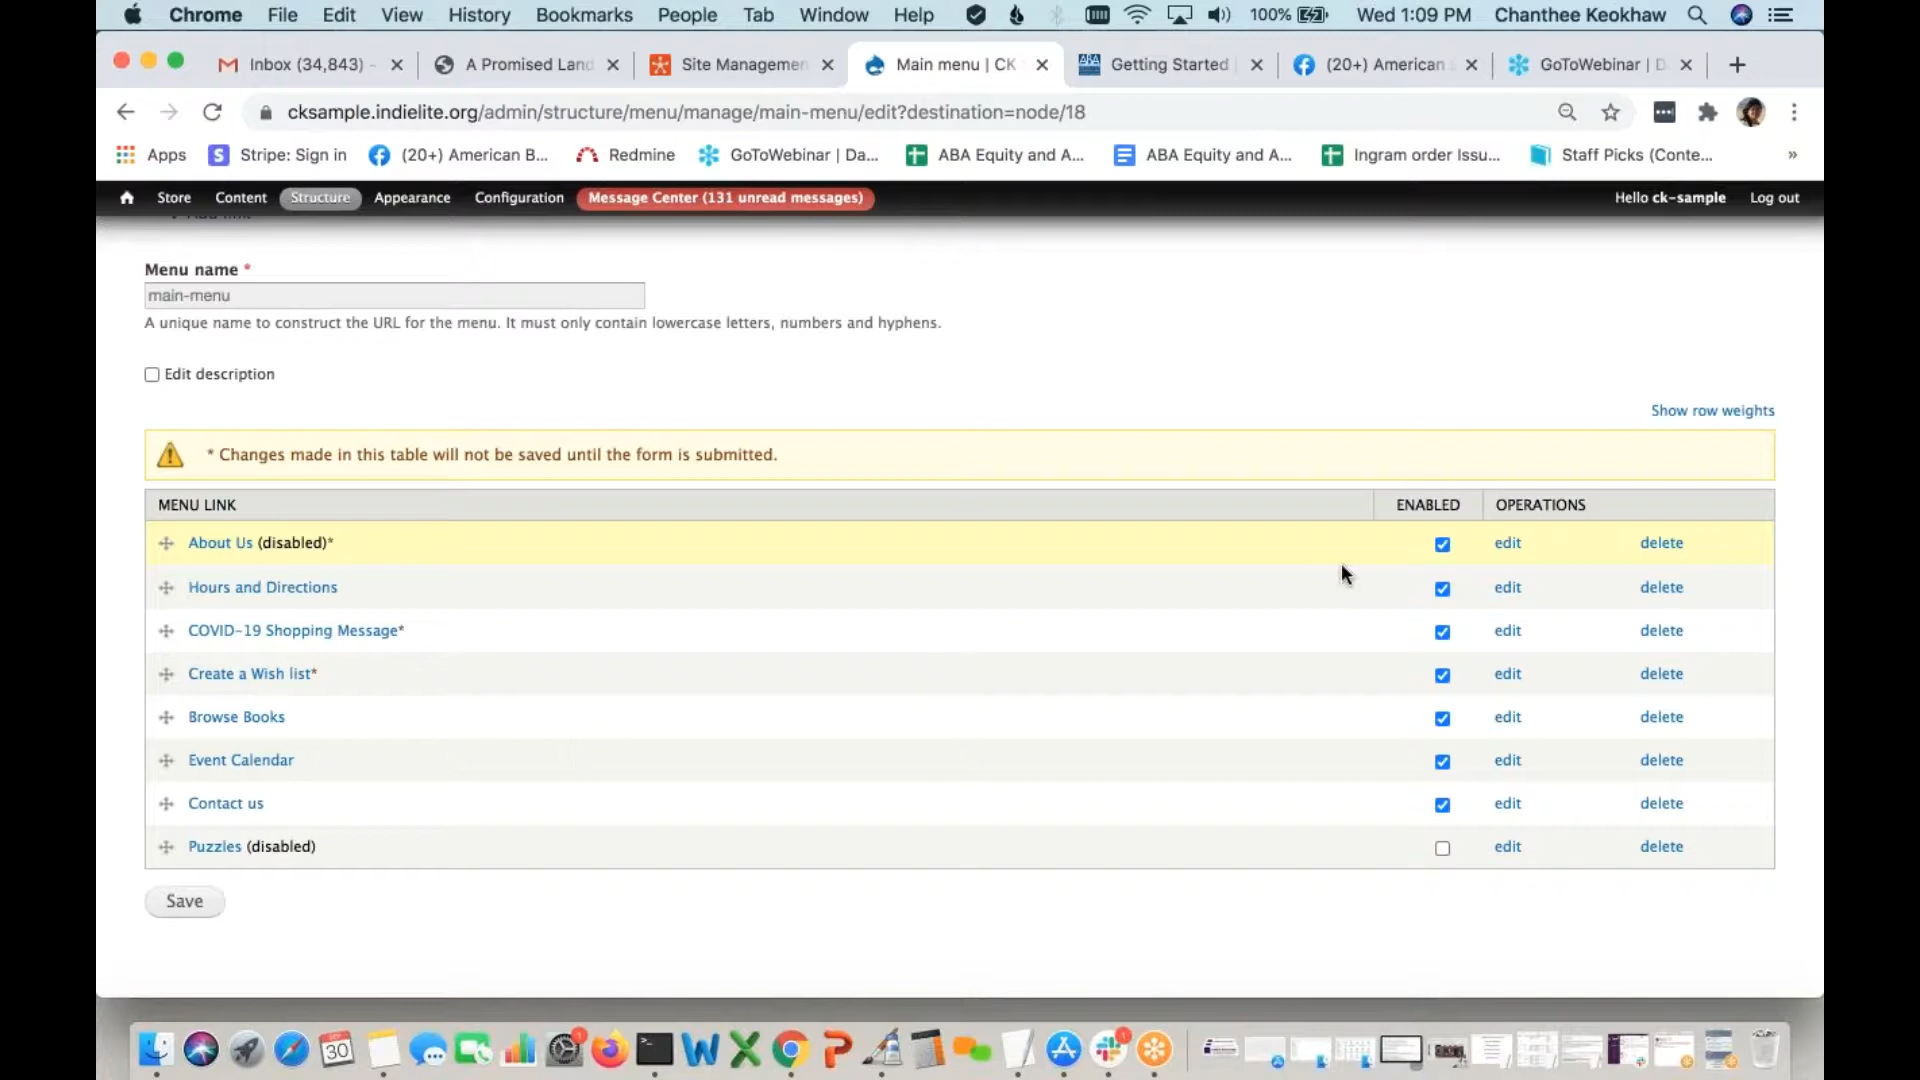 Chrome File Edit View History Bookmarks People Tab Window Help 100% Wed 1:09 PM Chanthee Keokhaw
Inbox (34,843) - A Promised Land Site Managemen Main menu | CK Getting Started (20+) American GoToWebinar | D
cksample.indielite.org/admin/structure/menu/manage/main-menu/edit?destination=node/18
Apps Stripe: Sign in (20+) American B... Redmine GoToWebinar | Da... ABA Equity and A... ABA Equity and A... Ingram order Issu... Staff Picks (Conte... »
Store Content Structure Appearance Configuration Message Center (131 unread messages) Hello ck-sample Log out
Menu name *
main-menu
A unique name to construct the URL for the menu. It must only contain lowercase letters, numbers and hyphens.
Edit description
Show row weights
* Changes made in this table will not be saved until the form is submitted.
MENU LINK ENABLED OPERATIONS
About Us (disabled)* edit delete
Hours and Directions edit delete
COVID-19 Shopping Message* edit delete
Create a Wish list* edit delete
Browse Books edit delete
Event Calendar edit delete
Contact us edit delete
Puzzles (disabled) edit delete
Save
30